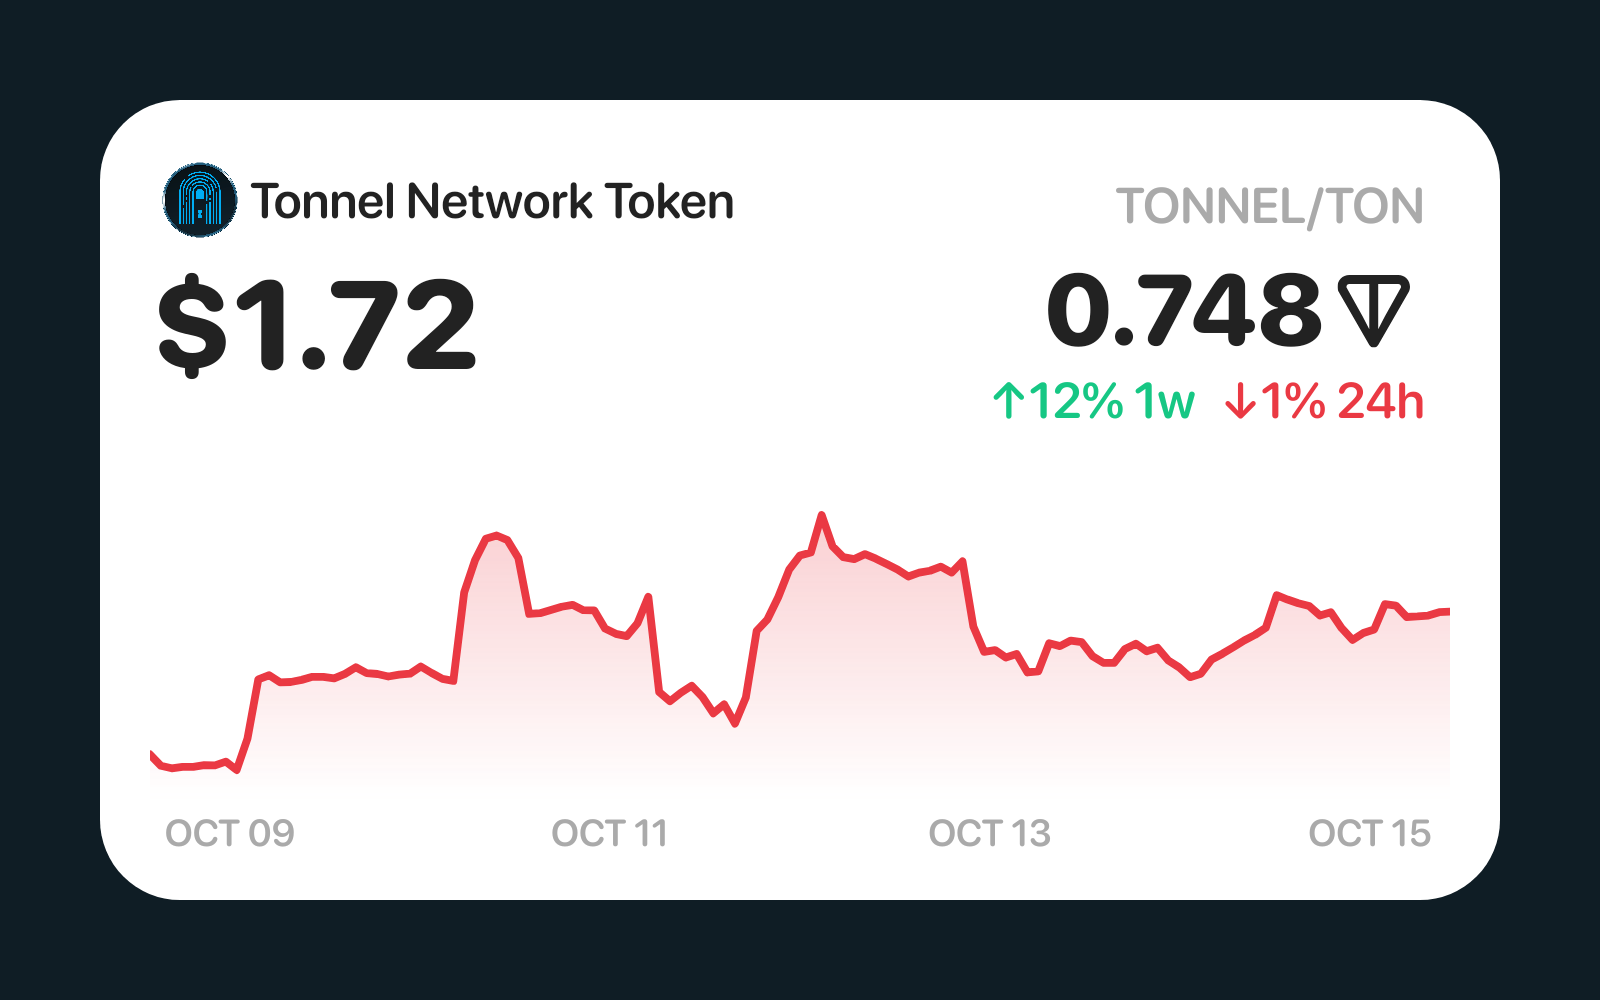 Tonnel Network Token
TONNEL/TON
$1.72
0.748
↑12% 1w ↓1% 24h
OCT 09
OCT 11
OCT 13
OCT 15